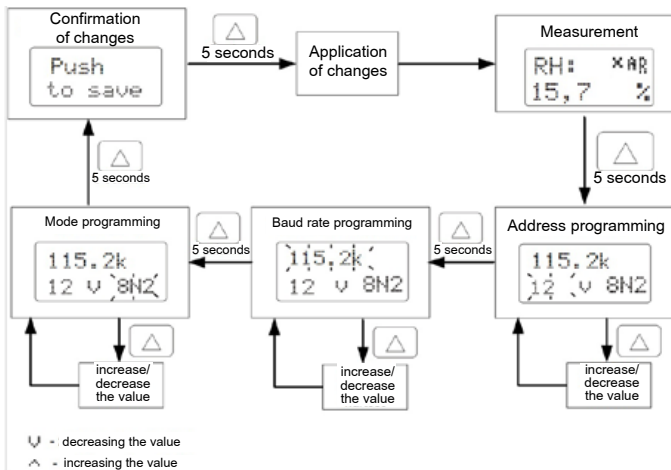 Confirmation
of changes
Push
to save
5 seconds
Application
of changes
Measurement
RH: ×AR
15,7 %
5 seconds
5 seconds
Mode programming
115.2k
12 v 8N2
5 seconds
Baud rate programming
115.2k
12 v 8N2
5 seconds
Address programming
115.2k
12 v 8N2
increase/
decrease
the value
increase/
decrease
the value
increase/
decrease
the value
v - decreasing the value
^ - increasing the value